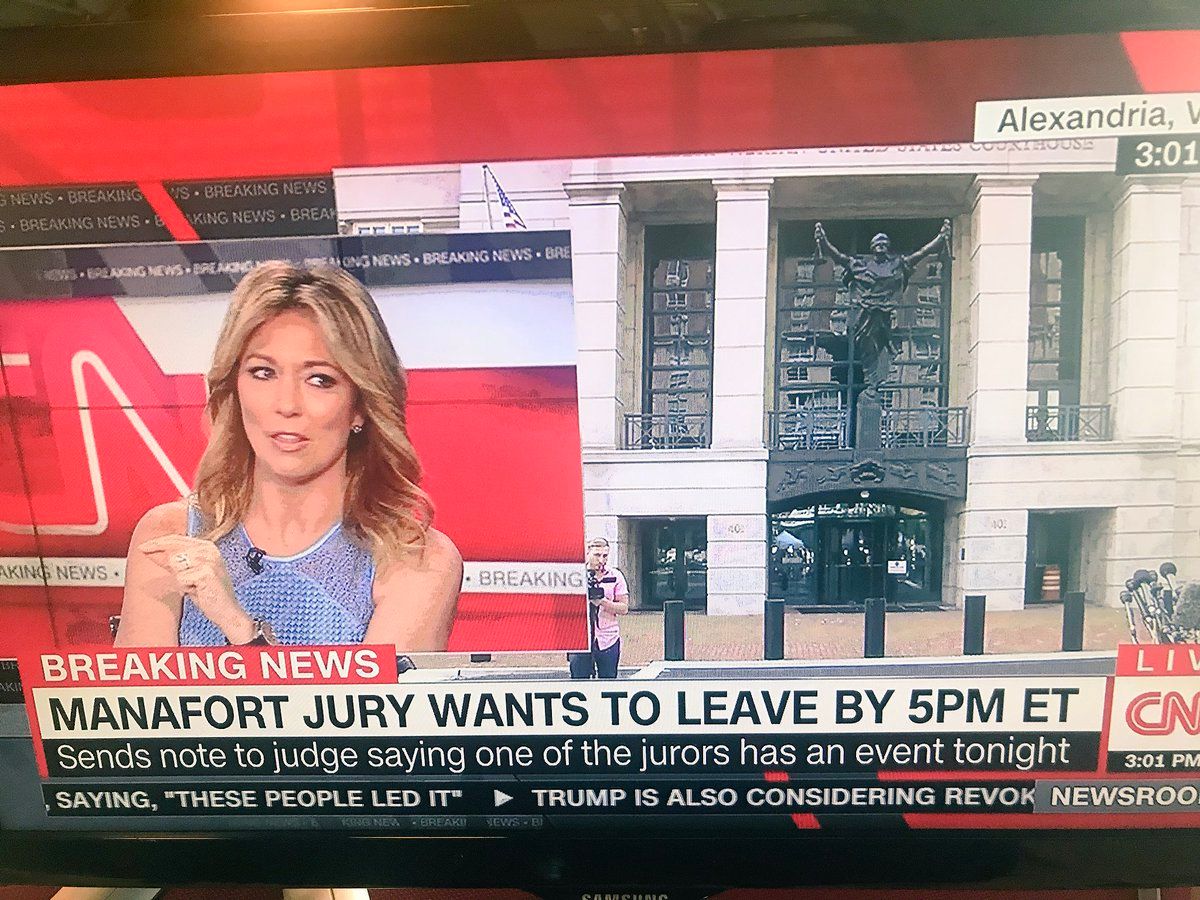 Alexandria, V
3:01
UNITED STATES COURTHOUSE
G NEWS • BREAKING NEWS • BREAKING NEWS
G NEWS • BREAKING NEWS • BREAKING NEWS • BREAK
NEWS • BREAKING NEWS • BREAKING NEWS • BREAKING NEWS • BRE
401
401
AKING NEWS •
• BREAKING
BREAKING NEWS
LIV
MANAFORT JURY WANTS TO LEAVE BY 5PM ET
CN
Sends note to judge saying one of the jurors has an event tonight
3:01 PM
, SAYING, "THESE PEOPLE LED IT" ▶ TRUMP IS ALSO CONSIDERING REVOK
NEWSROO
SAMSUNG